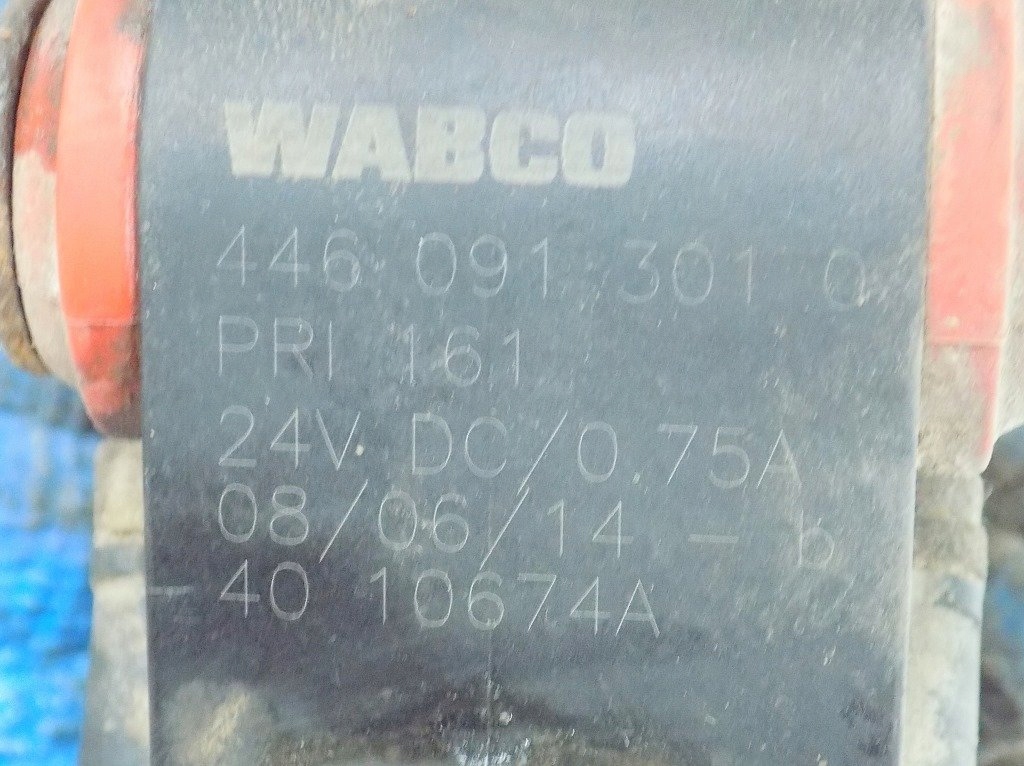 WABCO
446 091 301 0
PRI 161
24V DC/0.75A
08/06/14 - b
-40 10674A